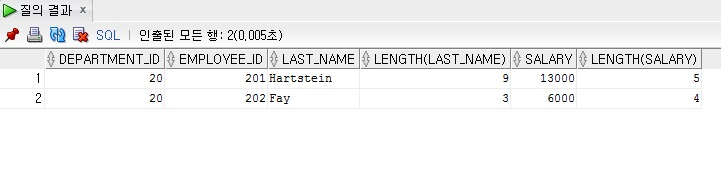 질의 결과 x
SQL | 인출된 모든 행: 2(0,005초)
DEPARTMENT_ID EMPLOYEE_ID LAST_NAME LENGTH(LAST_NAME) SALARY LENGTH(SALARY)
1 20 201 Hartstein 9 13000 5
2 20 202 Fay 3 6000 4